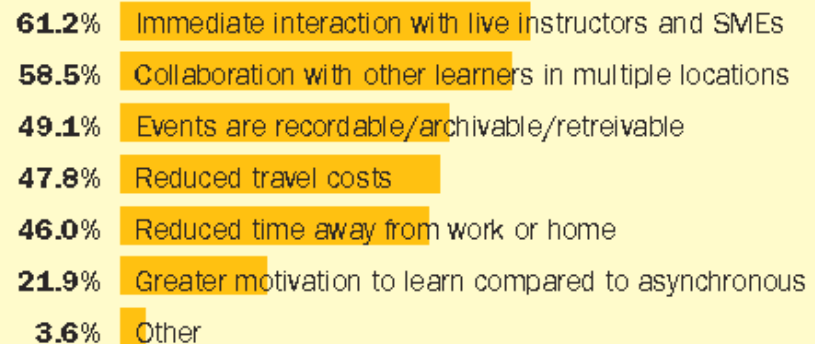 61.2% Immediate interaction with live instructors and SMEs
58.5% Collaboration with other learners in multiple locations
49.1% Events are recordable/archivable/retreivable
47.8% Reduced travel costs
46.0% Reduced time away from work or home
21.9% Greater motivation to learn compared to asynchronous
3.6% Other